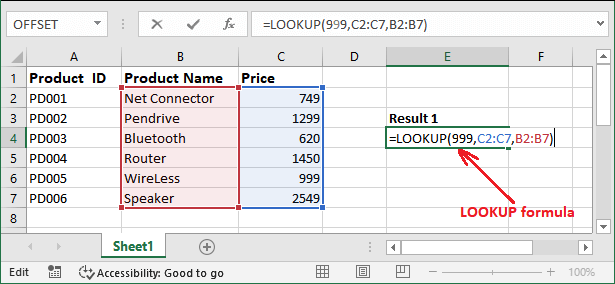 OFFSET fx =LOOKUP(999,C2:C7,B2:B7)
A B C D E F
1 Product ID Product Name Price
2 PD001 Net Connector 749
3 PD002 Pendrive 1299 Result 1
4 PD003 Bluetooth 620 =LOOKUP(999,C2:C7,B2:B7)
5 PD004 Router 1450
6 PD005 WireLess 999
7 PD006 Speaker 2549
8 LOOKUP formula
Sheet1
Edit Accessibility: Good to go 100%